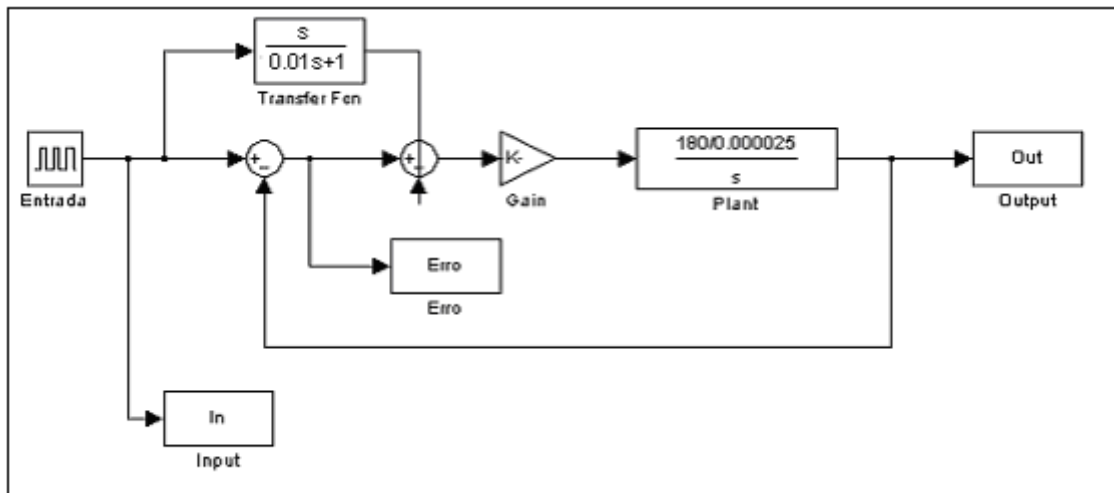 s
0.01s+1
Transfer Fcn
Entrada
+
−
+
−
K-
Gain
180/0.000025
s
Plant
Out
Output
Erro
Erro
In
Input